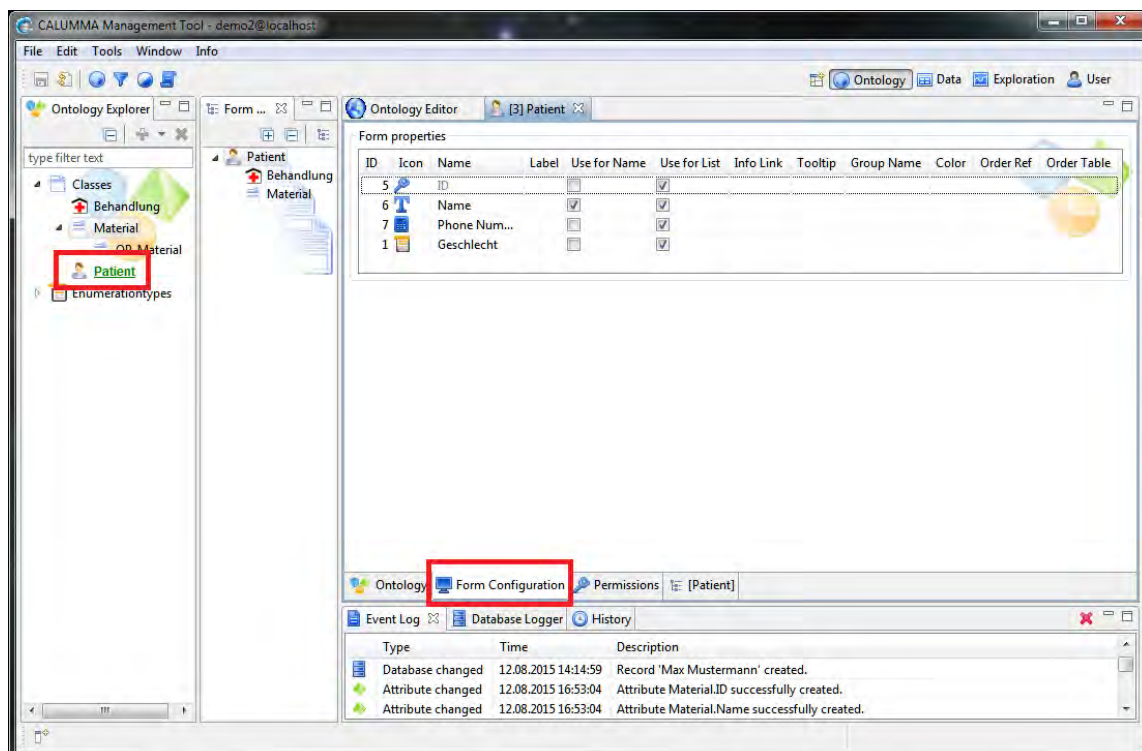 CALUMMA Management Tool - demo2@localhost
File Edit Tools Window Info
Ontology Data Exploration User
Ontology Explorer
type filter text
Classes
Behandlung
Material
OP_Material
Patient
Enumerationtypes
Form ...
Patient
Behandlung
Material
Ontology Editor [3] Patient
Form properties
ID Icon Name Label Use for Name Use for List Info Link Tooltip Group Name Color Order Ref Order Table
5 ID
6 Name
7 Phone Num...
1 Geschlecht
Ontology Form Configuration Permissions [Patient]
Event Log Database Logger History
Type Time Description
Database changed 12.08.2015 14:14:59 Record 'Max Mustermann' created.
Attribute changed 12.08.2015 16:53:04 Attribute Material.ID successfully created.
Attribute changed 12.08.2015 16:53:04 Attribute Material.Name successfully created.